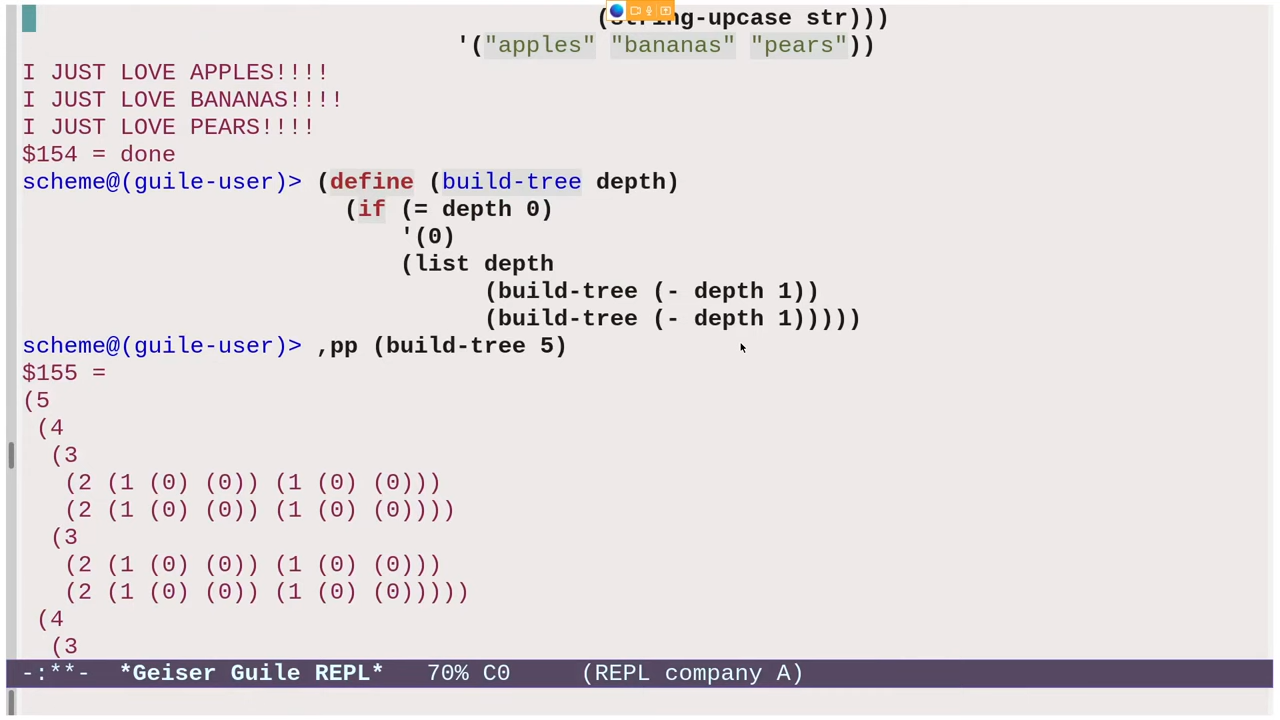 (string-upcase str)))
'("apples" "bananas" "pears"))
I JUST LOVE APPLES!!!!
I JUST LOVE BANANAS!!!!
I JUST LOVE PEARS!!!!
$154 = done
scheme@(guile-user)> (define (build-tree depth)
(if (= depth 0)
'(0)
(list depth
(build-tree (- depth 1))
(build-tree (- depth 1)))))
scheme@(guile-user)> ,pp (build-tree 5)
$155 =
(5
(4
(3
(2 (1 (0) (0)) (1 (0) (0)))
(2 (1 (0) (0)) (1 (0) (0))))
(3
(2 (1 (0) (0)) (1 (0) (0)))
(2 (1 (0) (0)) (1 (0) (0)))))
(4
(3
-:**- *Geiser Guile REPL* 70% C0 (REPL company A)